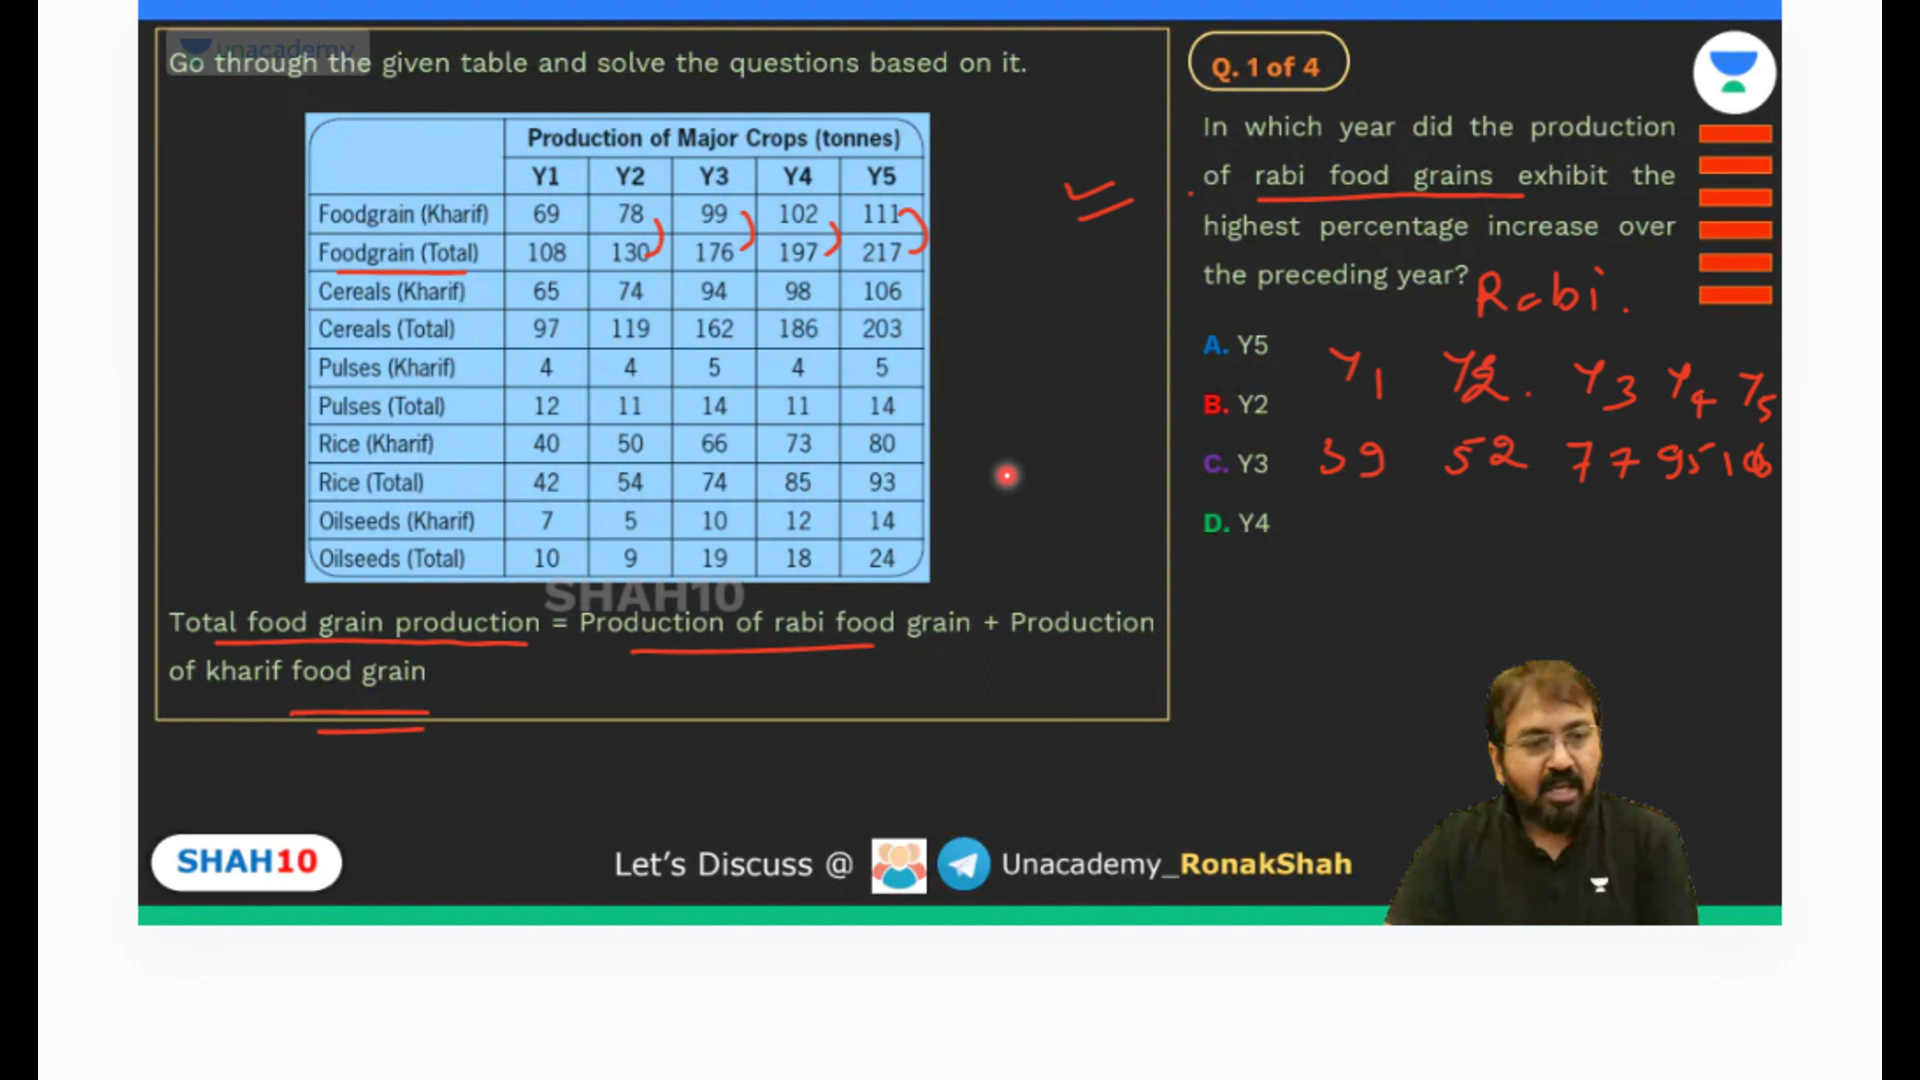 unacademy
Go through the given table and solve the questions based on it.
Production of Major Crops (tonnes)
Y1 Y2 Y3 Y4 Y5
Foodgrain (Kharif) 69 78 99 102 111
Foodgrain (Total) 108 130 176 197 217
Cereals (Kharif) 65 74 94 98 106
Cereals (Total) 97 119 162 186 203
Pulses (Kharif) 4 4 5 4 5
Pulses (Total) 12 11 14 11 14
Rice (Kharif) 40 50 66 73 80
Rice (Total) 42 54 74 85 93
Oilseeds (Kharif) 7 5 10 12 14
Oilseeds (Total) 10 9 19 18 24
SHAH10
Total food grain production = Production of rabi food grain + Production
of kharif food grain
Q. 1 of 4
In which year did the production
of rabi food grains exhibit the
highest percentage increase over
the preceding year?
Rabi.
A. Y5
B. Y2
C. Y3
D. Y4
Y1 Y2. Y3 Y4 Y5
39 52 77 95 106
SHAH10
Let's Discuss @ Unacademy_RonakShah